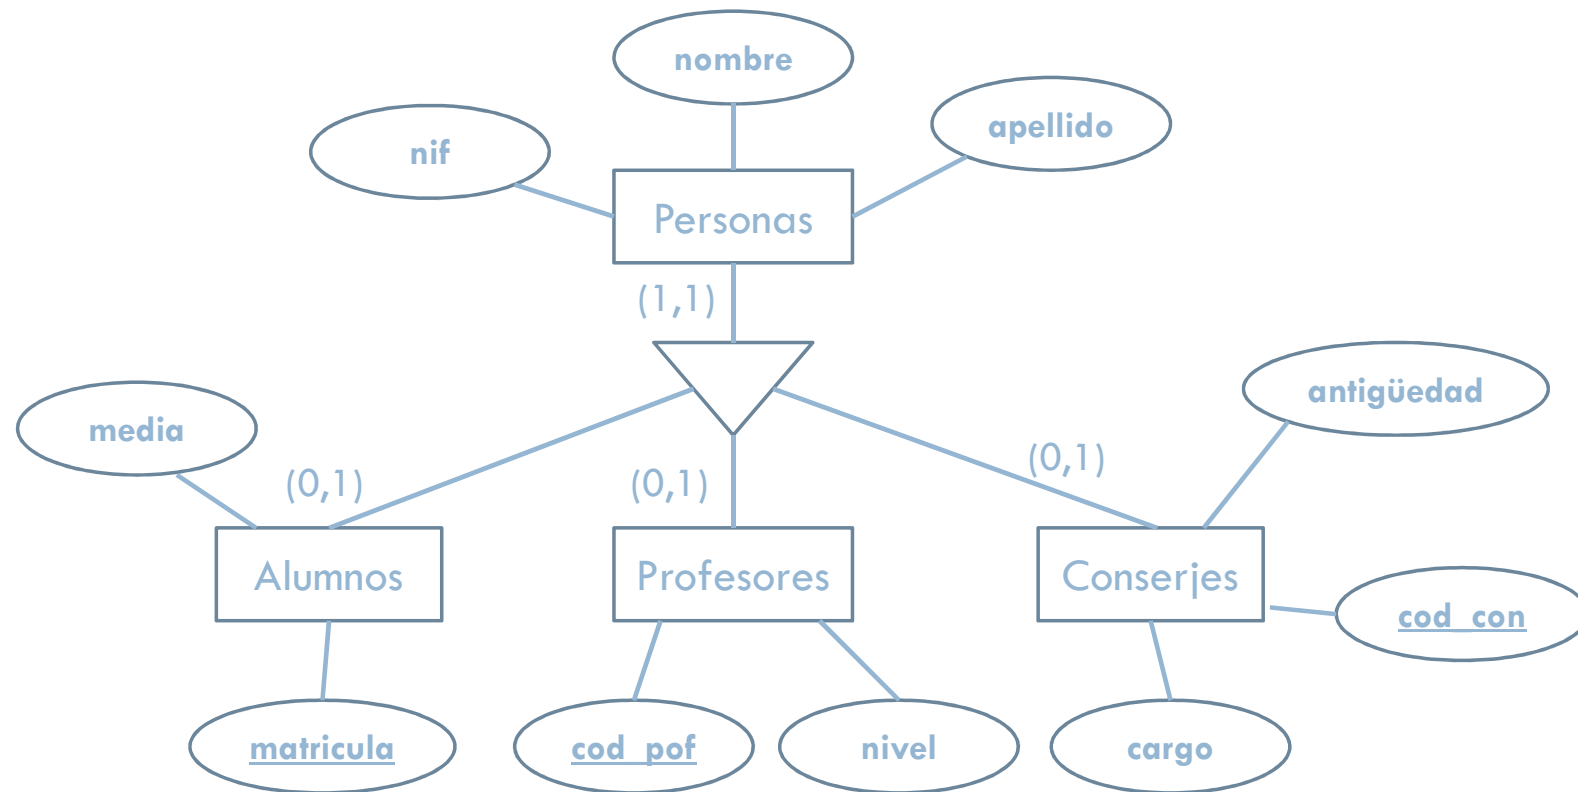 nombre
apellido
nif
Personas
(1,1)
antigüedad
media
(0,1)
(0,1)
(0,1)
Alumnos
Profesores
Conserjes
cod_con
matricula
cod_pof
nivel
cargo